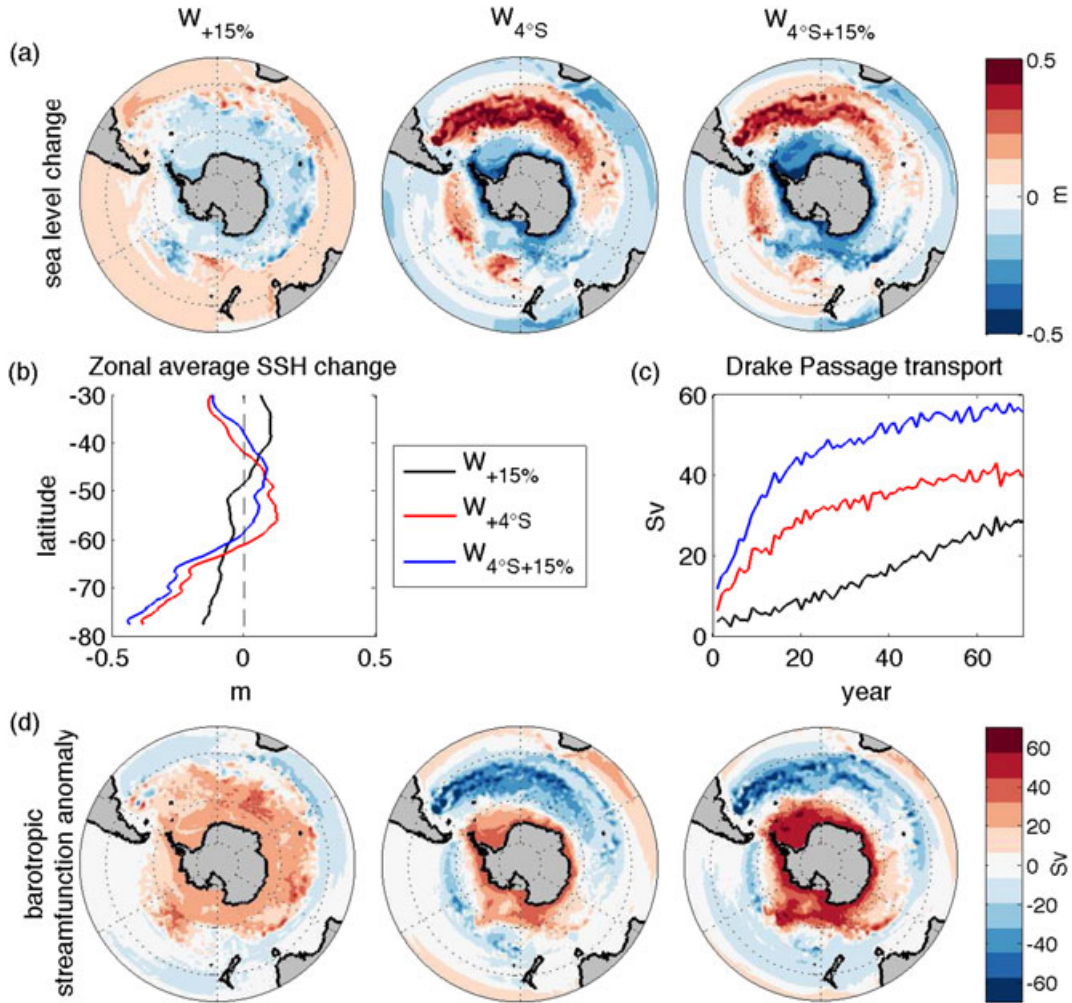 W+15% W4°S W4°S+15%
(a)
sea level change
0.5
0
-0.5
m
(b) Zonal average SSH change
-30
-40
-50
-60
-70
-80
latitude
-0.5 0 0.5
m
W+15%
W+4°S
W4°S+15%
(c) Drake Passage transport
60
40
20
0
Sv
0 20 40 60
year
(d)
barotropic
streamfunction anomaly
60
40
20
0
-20
-40
-60
Sv